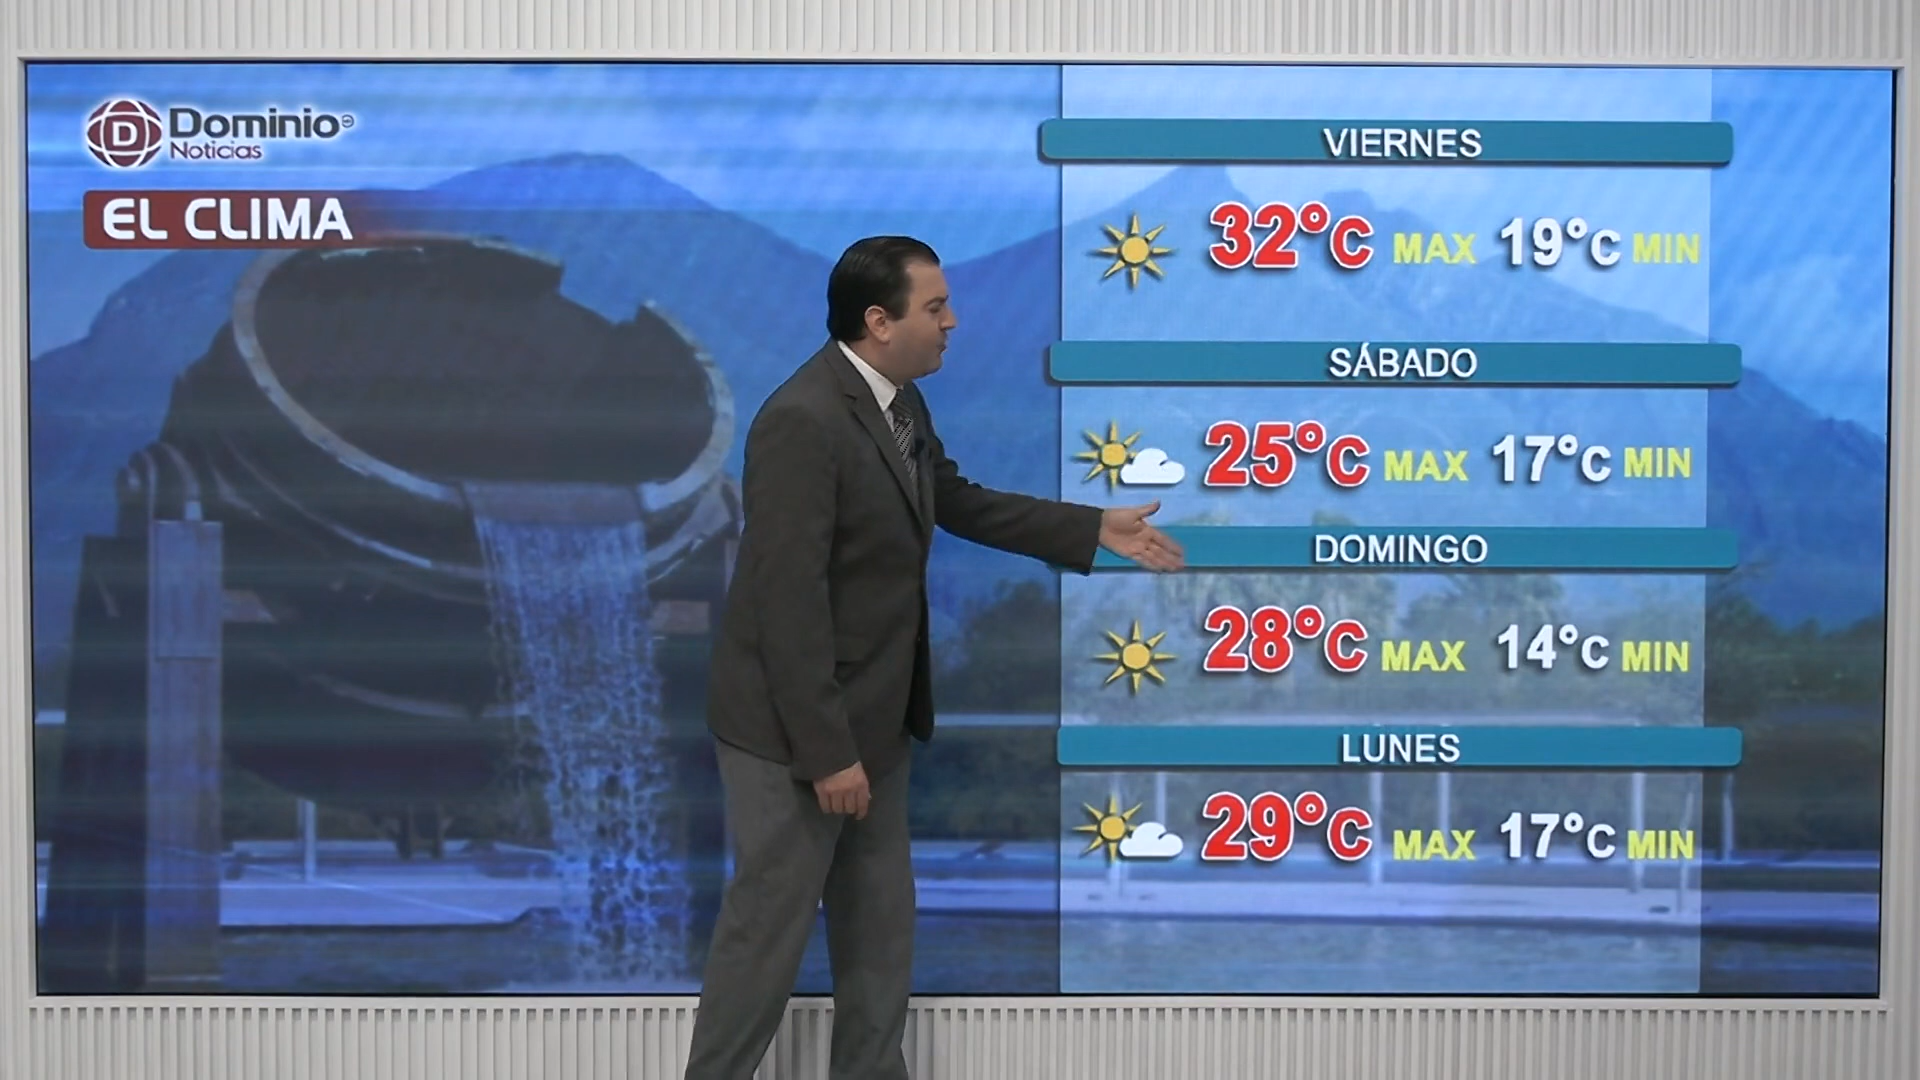 Dominio
Noticias
EL CLIMA
VIERNES
32°C MAX 19°C MIN
SÁBADO
25°C MAX 17°C MIN
DOMINGO
28°C MAX 14°C MIN
LUNES
29°C MAX 17°C MIN